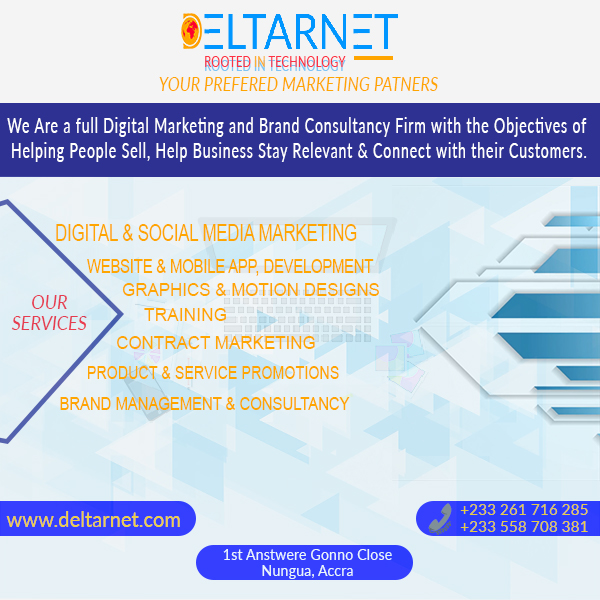 DELTARNET
ROOTED IN TECHNOLOGY
YOUR PREFERED MARKETING PATNERS
We Are a full Digital Marketing and Brand Consultancy Firm with the Objectives of
Helping People Sell, Help Business Stay Relevant & Connect with their Customers.
OUR
SERVICES
DIGITAL & SOCIAL MEDIA MARKETING
WEBSITE & MOBILE APP, DEVELOPMENT
GRAPHICS & MOTION DESIGNS
TRAINING
CONTRACT MARKETING
PRODUCT & SERVICE PROMOTIONS
BRAND MANAGEMENT & CONSULTANCY
www.deltarnet.com
+233 261 716 285
+233 558 708 381
1st Anstwere Gonno Close
Nungua, Accra